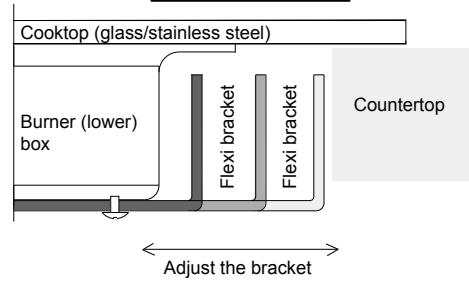 Cooktop (glass/stainless steel)
Burner (lower)
box
Flexi bracket
Flexi bracket
Countertop
Adjust the bracket